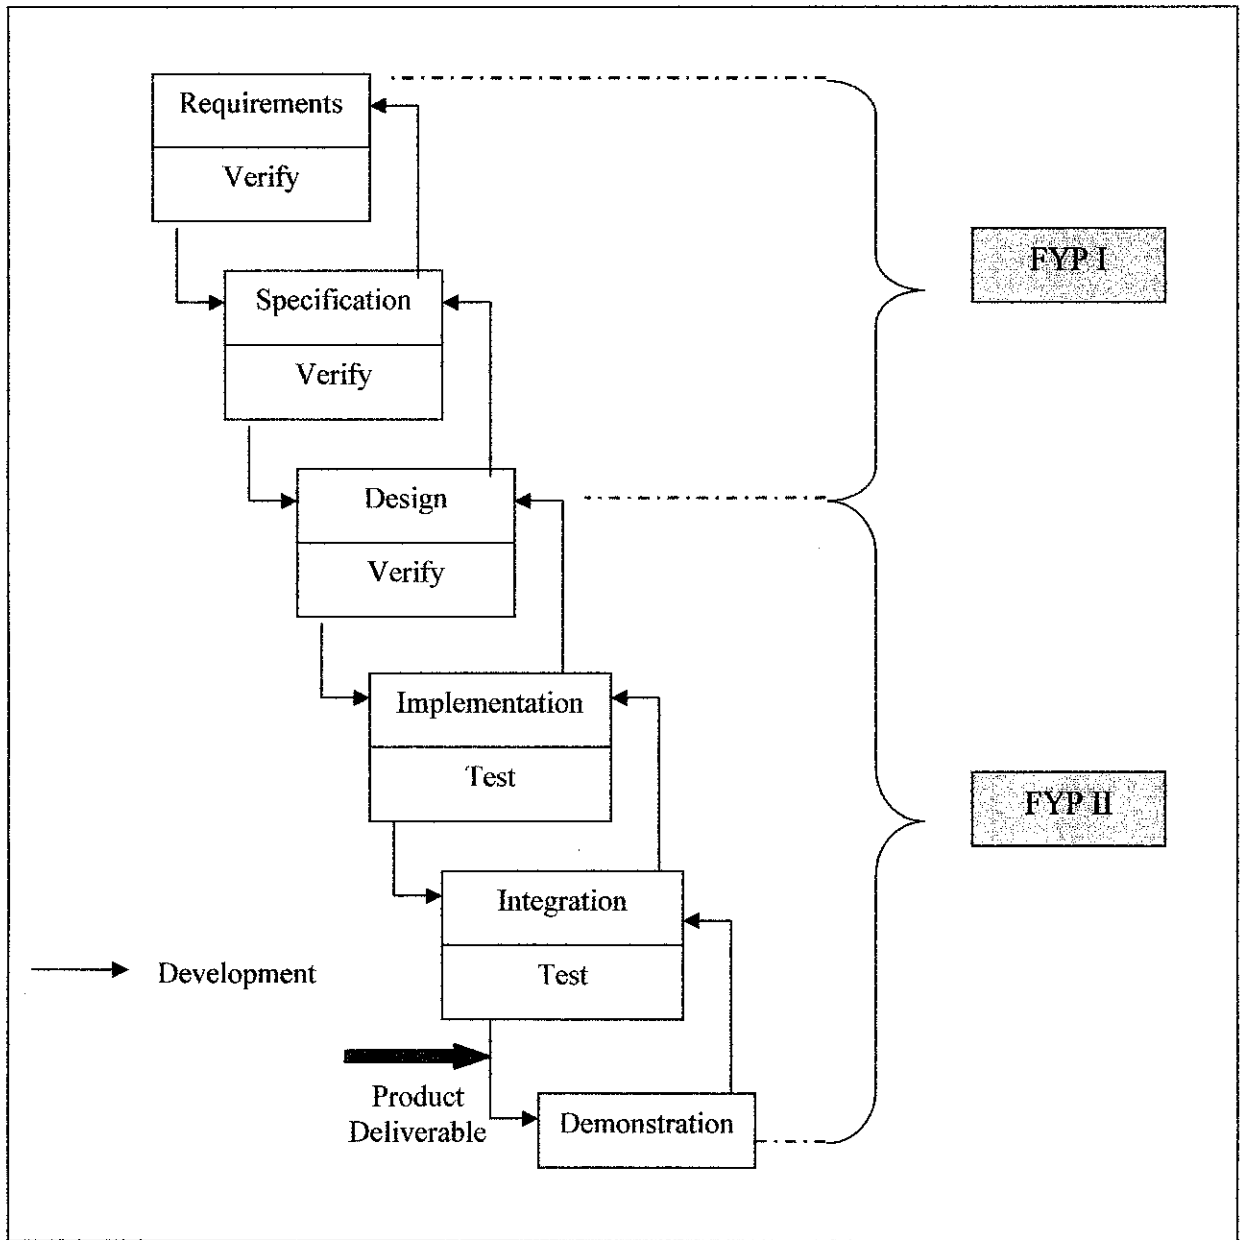 Requirements
Verify
FYP I
Specification
Verify
Design
Verify
Implementation
Test
FYP II
Integration
Test
Development
Product
Deliverable
Demonstration